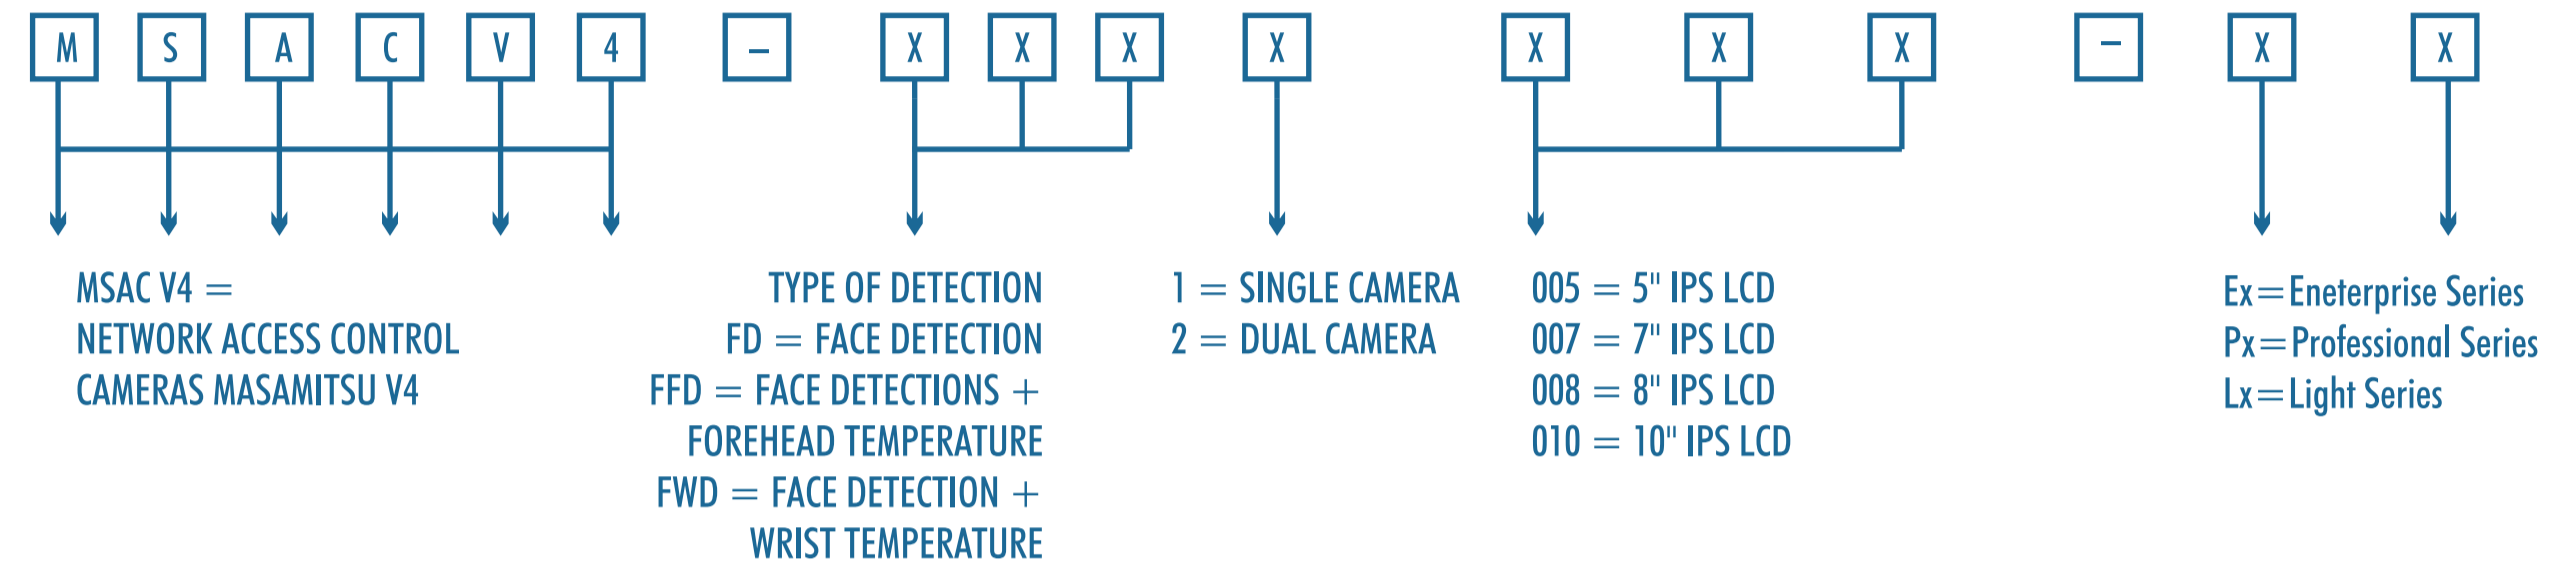 M S A C V 4 – X X X X X X X – X X
MSAC V4 =
NETWORK ACCESS CONTROL
CAMERAS MASAMITSU V4
TYPE OF DETECTION
FD = FACE DETECTION
FFD = FACE DETECTIONS +
FOREHEAD TEMPERATURE
FWD = FACE DETECTION +
WRIST TEMPERATURE
1 = SINGLE CAMERA
2 = DUAL CAMERA
005 = 5" IPS LCD
007 = 7" IPS LCD
008 = 8" IPS LCD
010 = 10" IPS LCD
Ex=Eneterprise Series
Px=Professional Series
Lx=Light Series